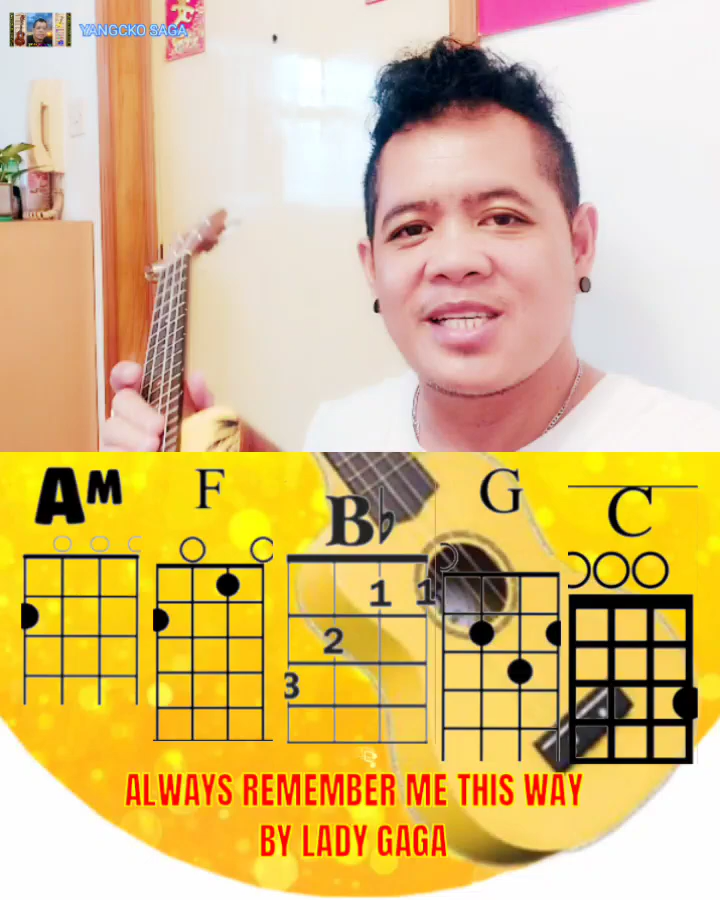 YANGCKO SAGA
AM F B♭ G C
1 1
2
3
ALWAYS REMEMBER ME THIS WAY
BY LADY GAGA